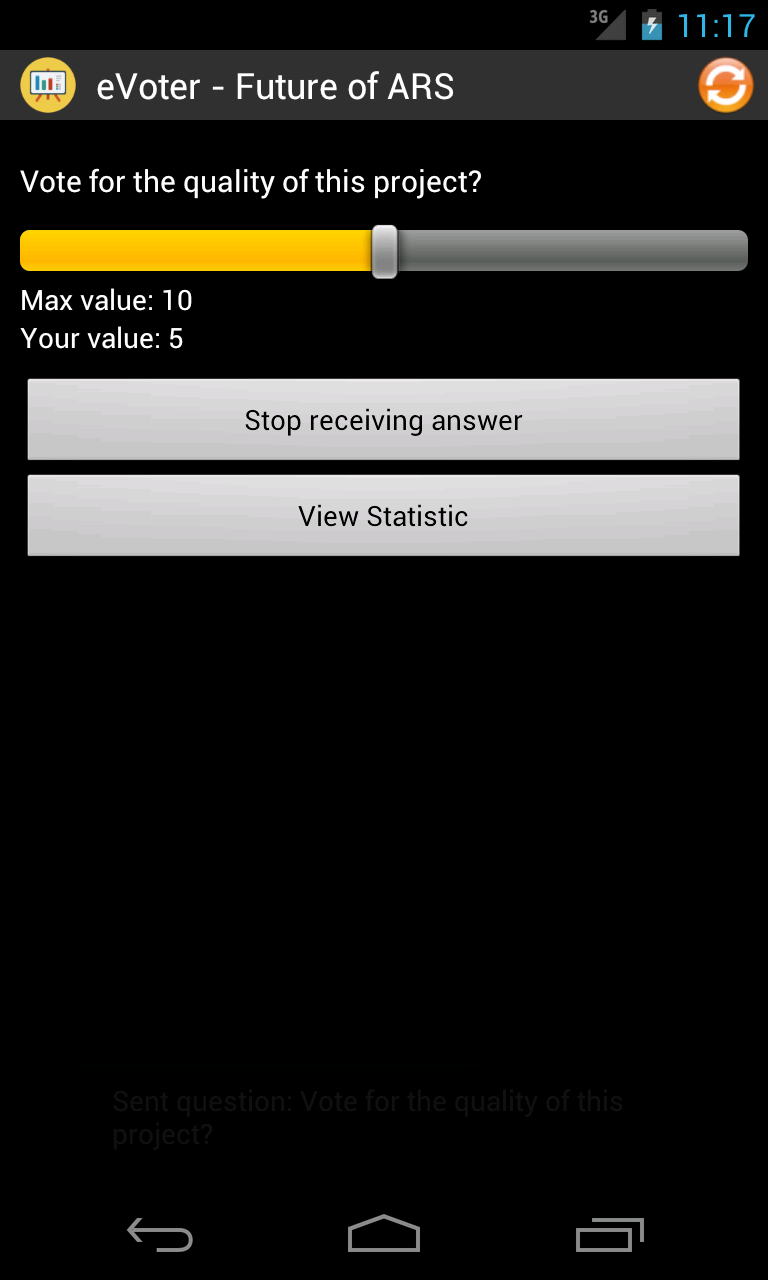 3G 11:17
eVoter - Future of ARS
Vote for the quality of this project?
Max value: 10
Your value: 5
Stop receiving answer
View Statistic
Sent question: Vote for the quality of this
project?